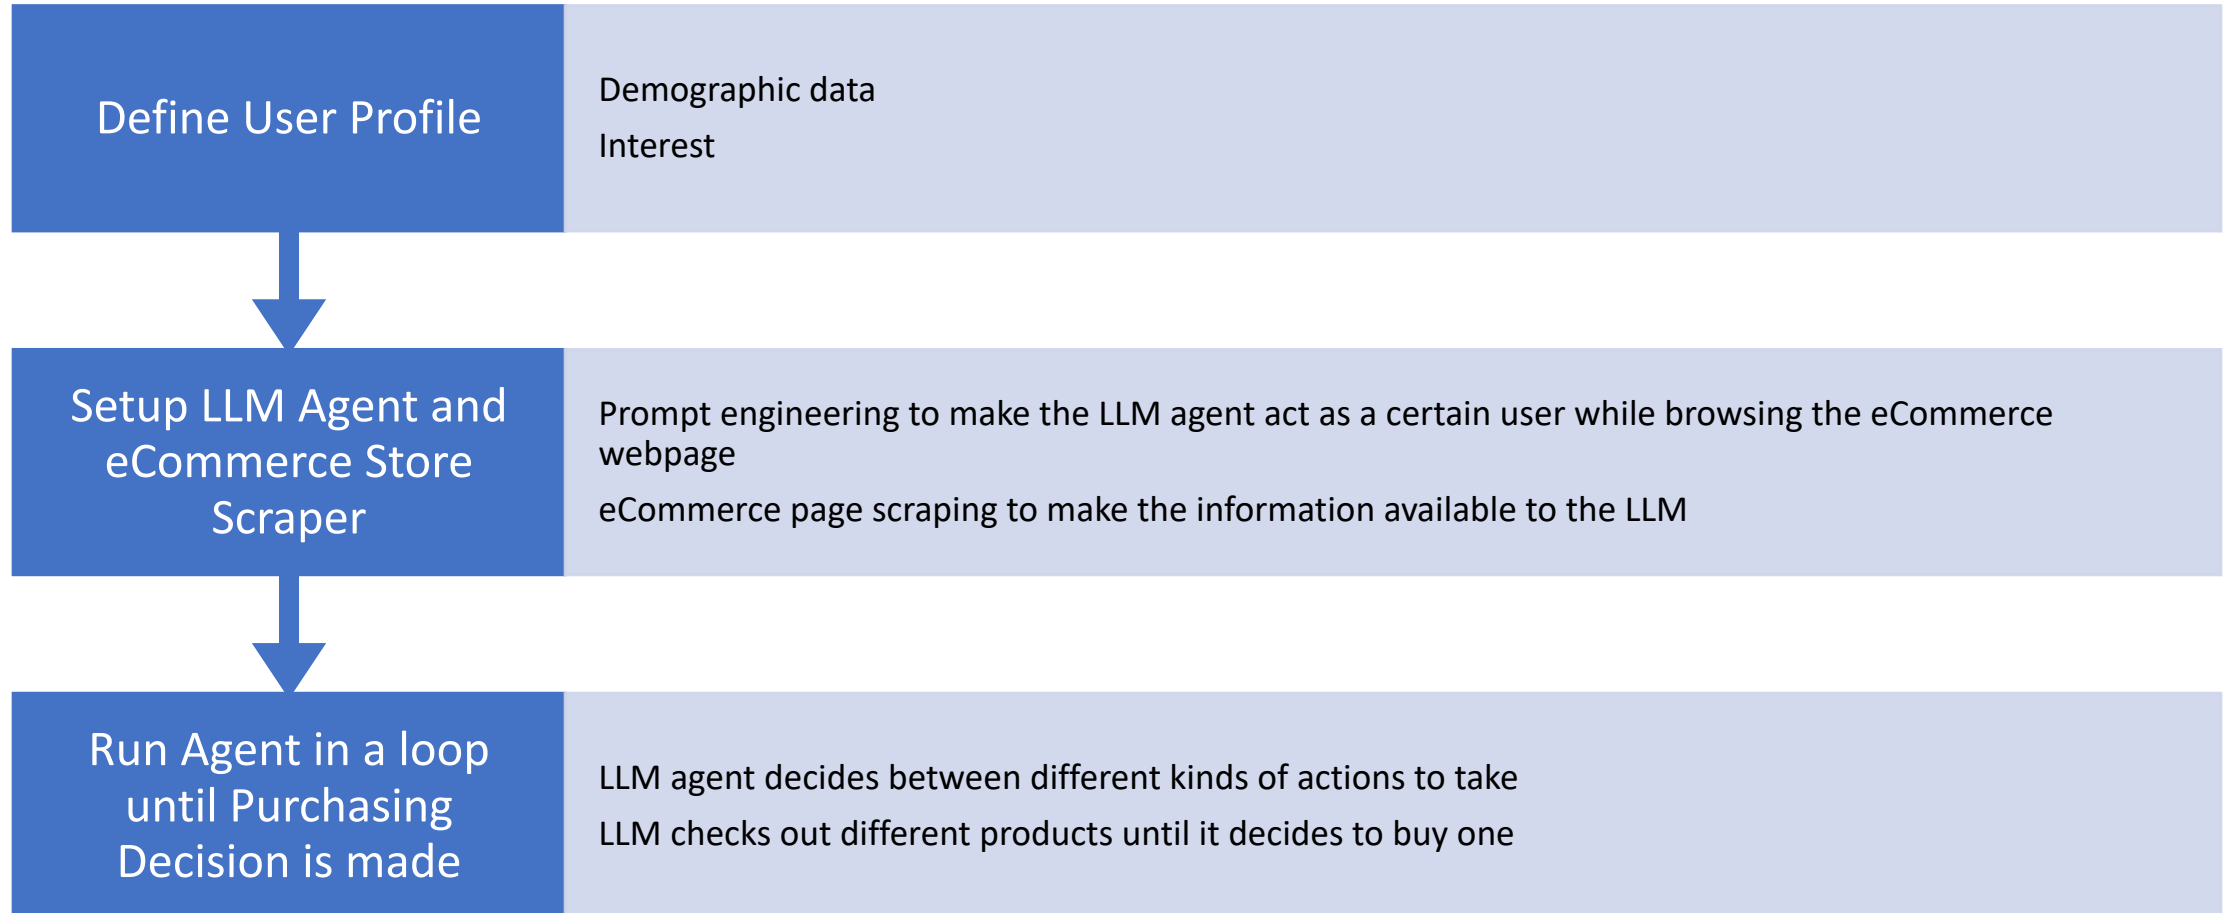 Define User Profile
Demographic data
Interest
Setup LLM Agent and
eCommerce Store
Scraper
Prompt engineering to make the LLM agent act as a certain user while browsing the eCommerce
webpage
eCommerce page scraping to make the information available to the LLM
Run Agent in a loop
until Purchasing
Decision is made
LLM agent decides between different kinds of actions to take
LLM checks out different products until it decides to buy one